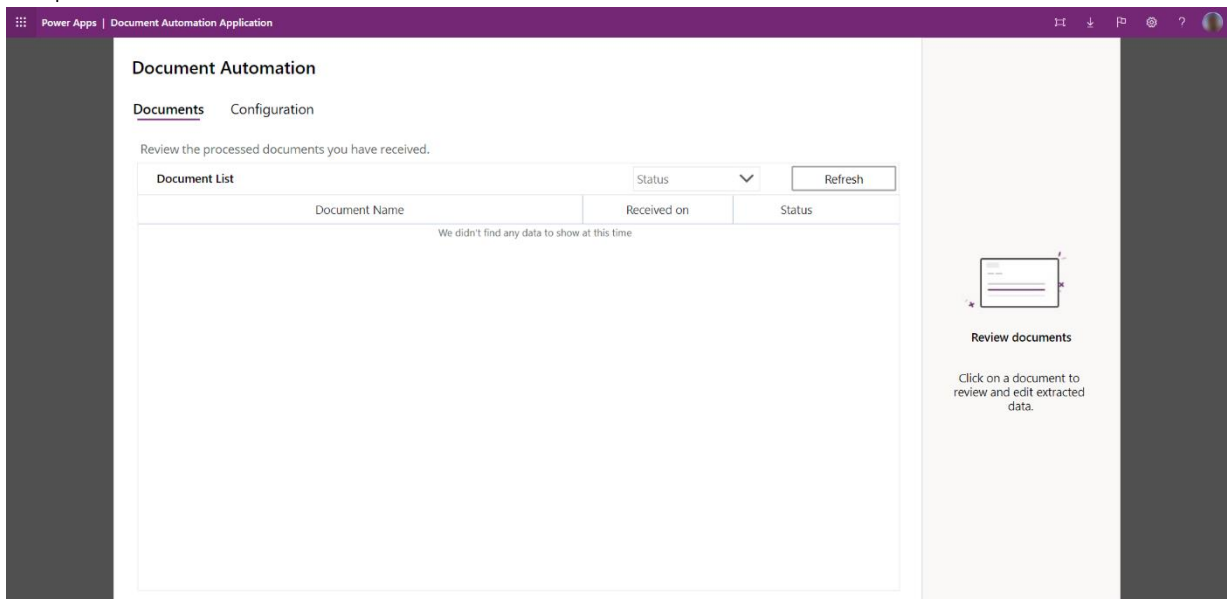 Power Apps | Document Automation Application
?
Document Automation
Documents Configuration
Review the processed documents you have received.
Document List Status Refresh
Document Name Received on Status
We didn't find any data to show at this time
Review documents
Click on a document to
review and edit extracted
data.